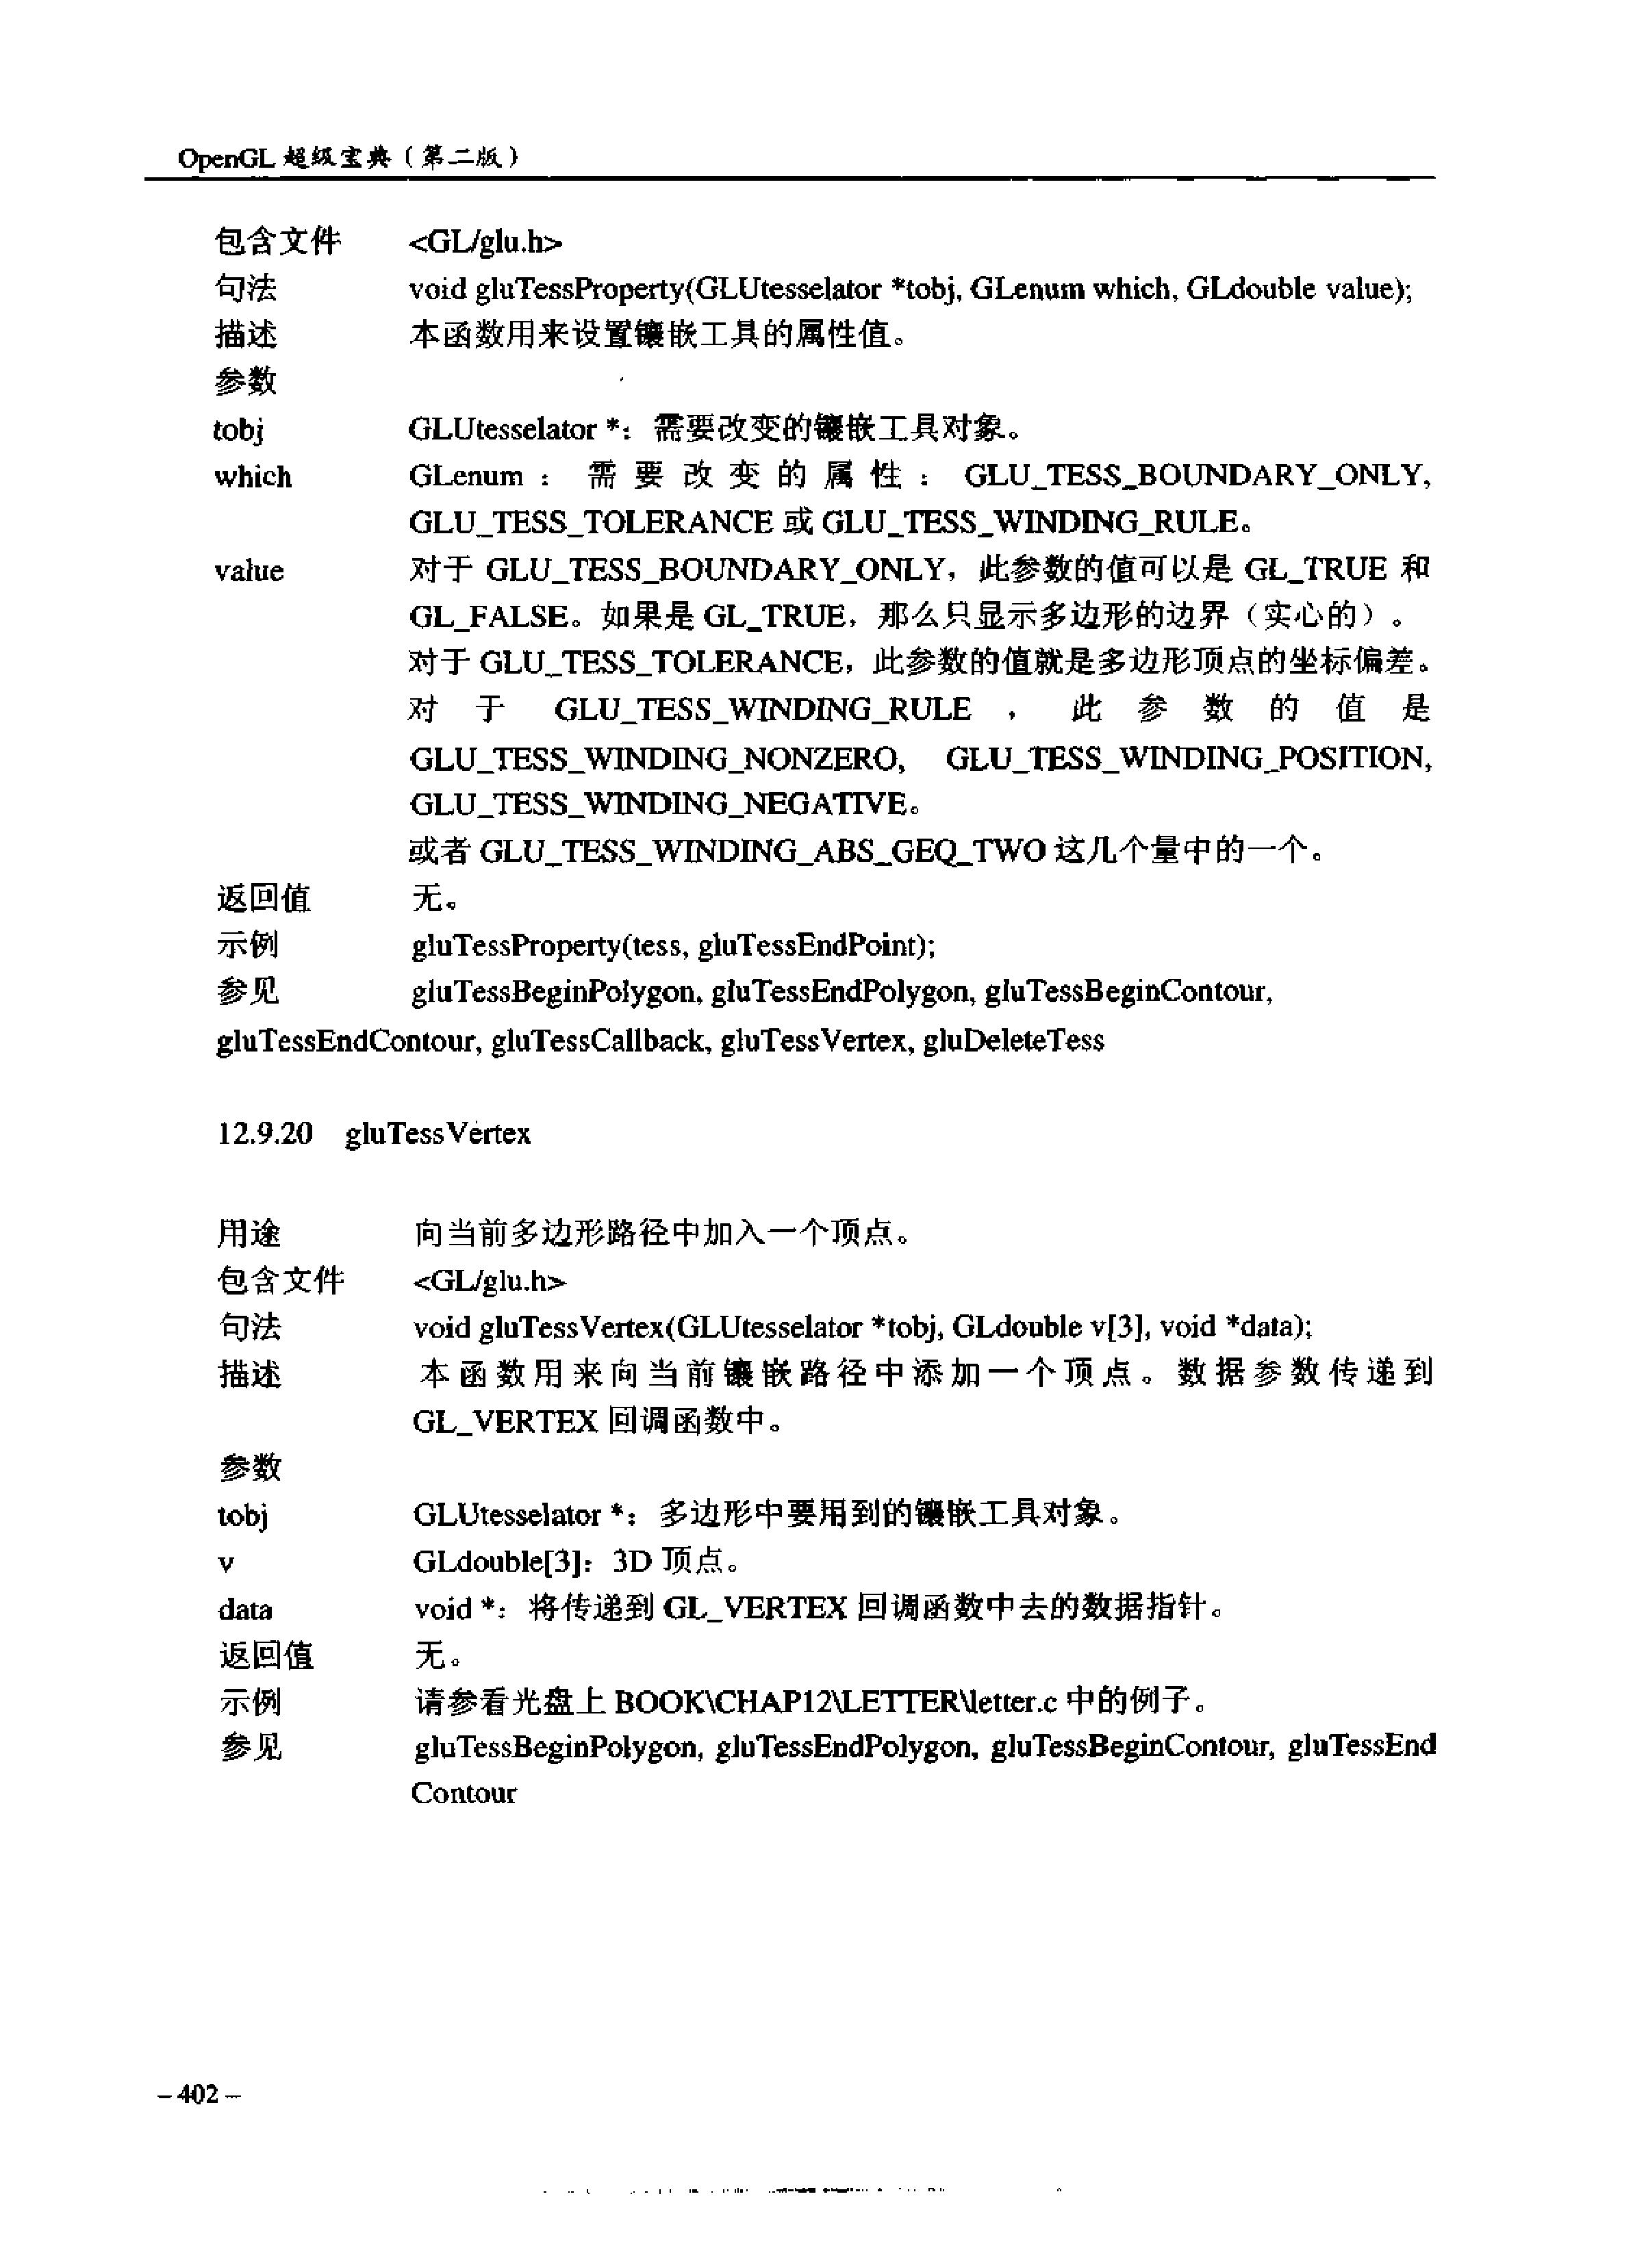 OpenGL 超级宝典（第二版）
包含文件 <GL/glu.h>
句法 void gluTessProperty(GLUtesselator *tobj, GLenum which, GLdouble value);
描述 本函数用来设置镶嵌工具的属性值。
参数
tobj GLUtesselator *：需要改变的镶嵌工具对象。
which GLenum：需要改变的属性：GLU_TESS_BOUNDARY_ONLY,
GLU_TESS_TOLERANCE 或 GLU_TESS_WINDING_RULE。
value 对于 GLU_TESS_BOUNDARY_ONLY，此参数的值可以是 GL_TRUE 和
GL_FALSE。如果是 GL_TRUE，那么只显示多边形的边界（实心的）。
对于 GLU_TESS_TOLERANCE，此参数的值就是多边形顶点的坐标偏差。
对于 GLU_TESS_WINDING_RULE，此参数的值是
GLU_TESS_WINDING_NONZERO, GLU_TESS_WINDING_POSITION,
GLU_TESS_WINDING_NEGATIVE。
或者 GLU_TESS_WINDING_ABS_GEQ_TWO 这几个量中的一个。
返回值 无。
示例 gluTessProperty(tess, gluTessEndPoint);
参见 gluTessBeginPolygon, gluTessEndPolygon, gluTessBeginContour,
gluTessEndContour, gluTessCallback, gluTessVertex, gluDeleteTess
12.9.20 gluTessVertex
用途 向当前多边形路径中加入一个顶点。
包含文件 <GL/glu.h>
句法 void gluTessVertex(GLUtesselator *tobj, GLdouble v[3], void *data);
描述 本函数用来向当前镶嵌路径中添加一个顶点。数据参数传递到
GL_VERTEX 回调函数中。
参数
tobj GLUtesselator *：多边形中要用到的镶嵌工具对象。
v GLdouble[3]：3D 顶点。
data void *：将传递到 GL_VERTEX 回调函数中去的数据指针。
返回值 无。
示例 请参看光盘上 BOOK\CHAP12\LETTER\letter.c 中的例子。
参见 gluTessBeginPolygon, gluTessEndPolygon, gluTessBeginContour, gluTessEnd
Contour
– 402 –